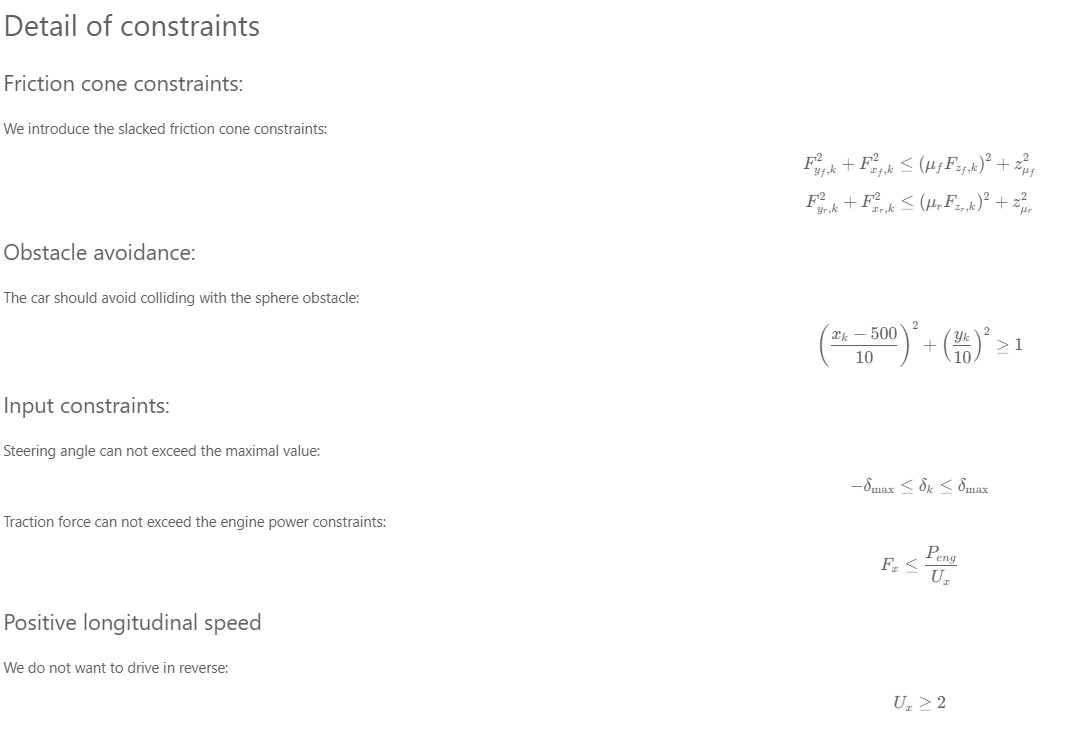 Detail of constraints
Friction cone constraints:
We introduce the slacked friction cone constraints:
$F_{y_f,k}^2 + F_{x_f,k}^2 \leq (\mu_f F_{z_f,k})^2 + z_{\mu_f}^2$
$F_{y_r,k}^2 + F_{x_r,k}^2 \leq (\mu_r F_{z_r,k})^2 + z_{\mu_r}^2$
Obstacle avoidance:
The car should avoid colliding with the sphere obstacle:
$\left(\frac{x_k - 500}{10}\right)^2 + \left(\frac{y_k}{10}\right)^2 \geq 1$
Input constraints:
Steering angle can not exceed the maximal value:
$-\delta_{\max} \leq \delta_k \leq \delta_{\max}$
Traction force can not exceed the engine power constraints:
$F_x \leq \frac{P_{eng}}{U_x}$
Positive longitudinal speed
We do not want to drive in reverse:
$U_x \geq 2$